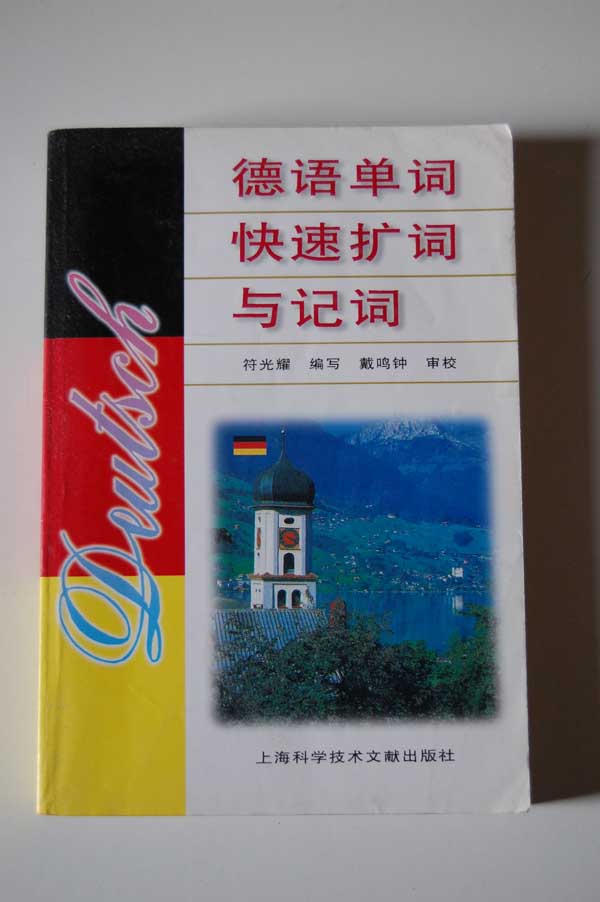 德语单词
快速扩词
与记词
符光耀 编写 戴鸣钟 审校
Deutsch
上海科学技术文献出版社